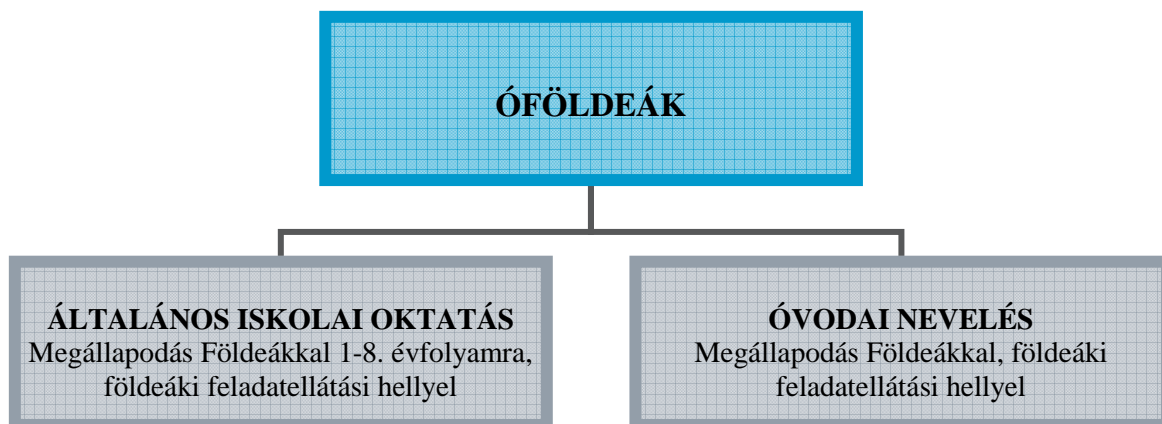 ÓFÖLDEÁK
ÁLTALÁNOS ISKOLAI OKTATÁS
Megállapodás Földeákkal 1-8. évfolyamra,
földeáki feladatellátási hellyel
ÓVODAI NEVELÉS
Megállapodás Földeákkal, földeáki
feladatellátási hellyel